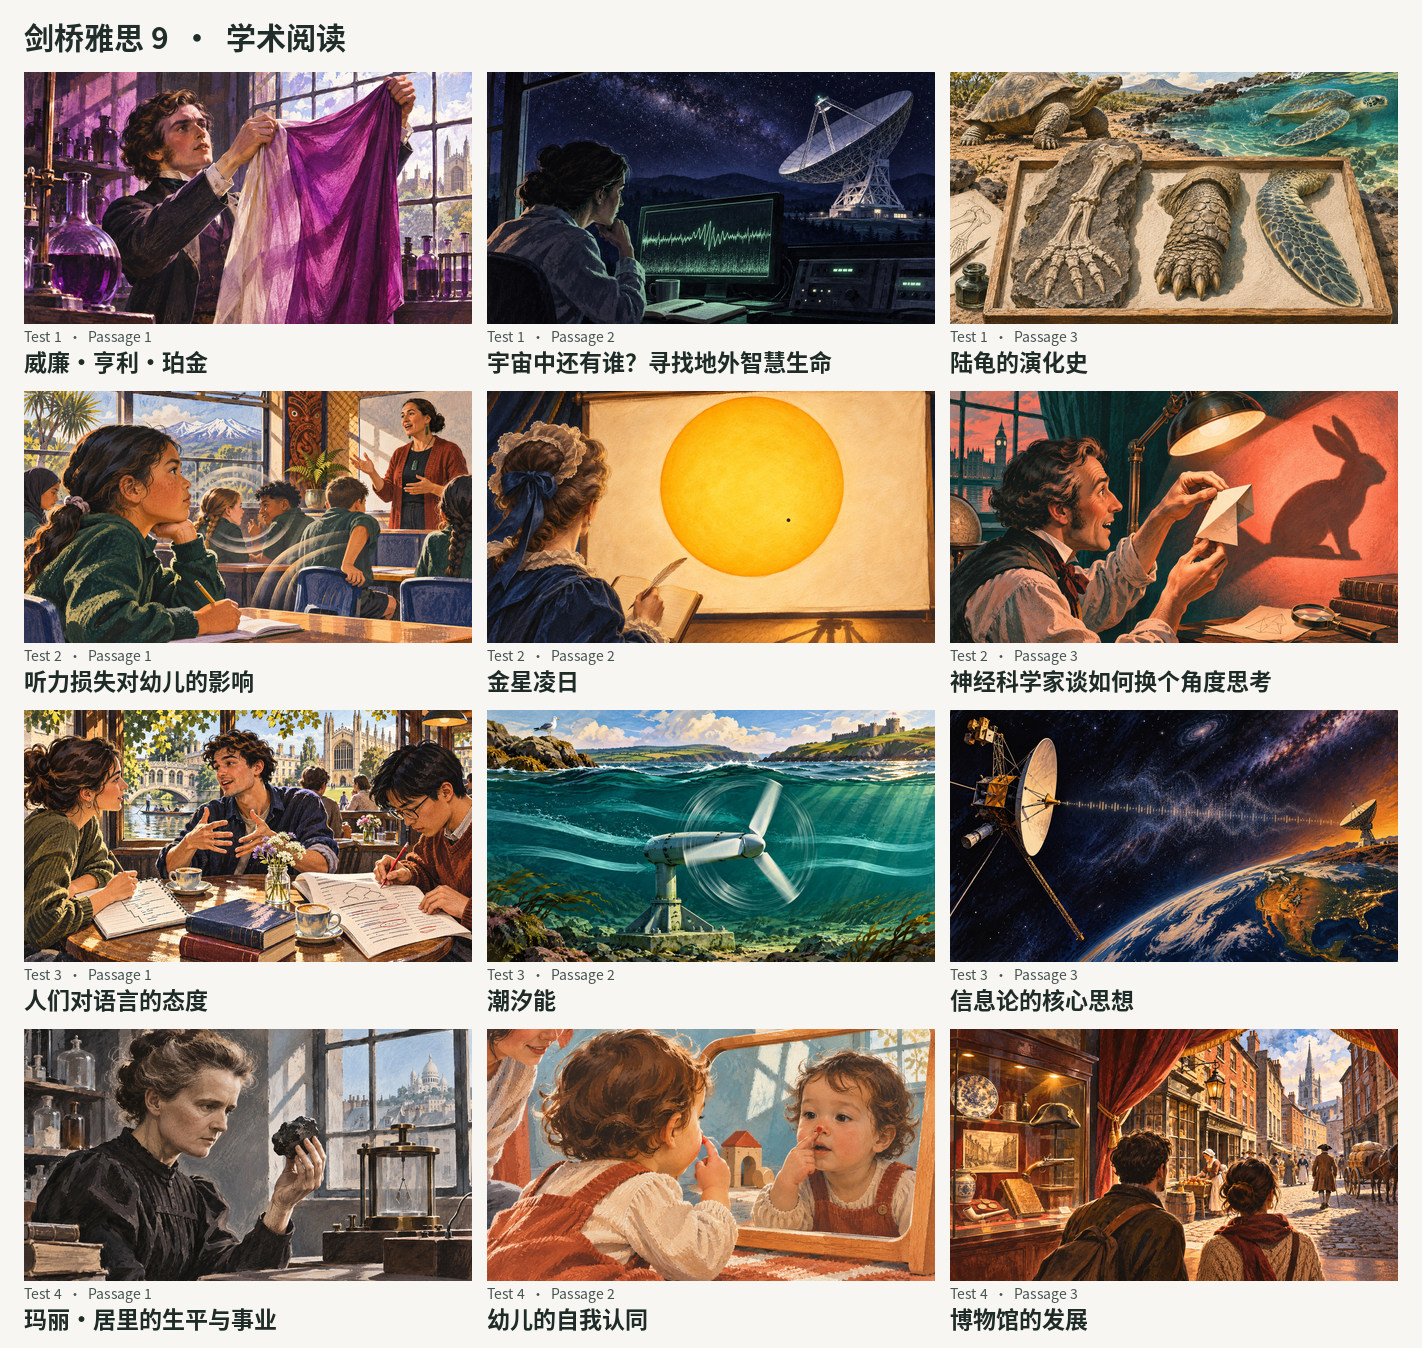 剑桥雅思 9 · 学术阅读
Test 1 · Passage 1
威廉·亨利·珀金
Test 1 · Passage 2
宇宙中还有谁？寻找地外智慧生命
Test 1 · Passage 3
陆龟的演化史
Test 2 · Passage 1
听力损失对幼儿的影响
Test 2 · Passage 2
金星凌日
Test 2 · Passage 3
神经科学家谈如何换个角度思考
Test 3 · Passage 1
人们对语言的态度
Test 3 · Passage 2
潮汐能
Test 3 · Passage 3
信息论的核心思想
Test 4 · Passage 1
玛丽·居里的生平与事业
Test 4 · Passage 2
幼儿的自我认同
Test 4 · Passage 3
博物馆的发展